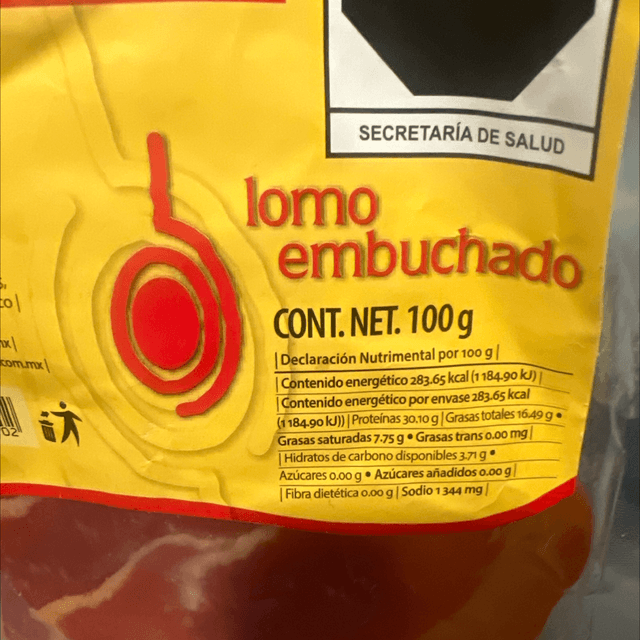 SECRETARÍA DE SALUD
lomo
embuchado
CONT. NET. 100 g
| Declaración Nutrimental por 100 g |
| Contenido energético 283.65 kcal (1 184.90 kJ) |
| Contenido energético por envase 283.65 kcal
(1 184.90 kJ)) | Proteínas 30.10 g | Grasas totales 16.49 g •
Grasas saturadas 7.75 g • Grasas trans 0.00 mg |
| Hidratos de carbono disponibles 3.71 g •
Azúcares 0.00 g • Azúcares añadidos 0.00 g |
| Fibra dietética 0.00 g | Sodio 1 344 mg |
com.mx |
02